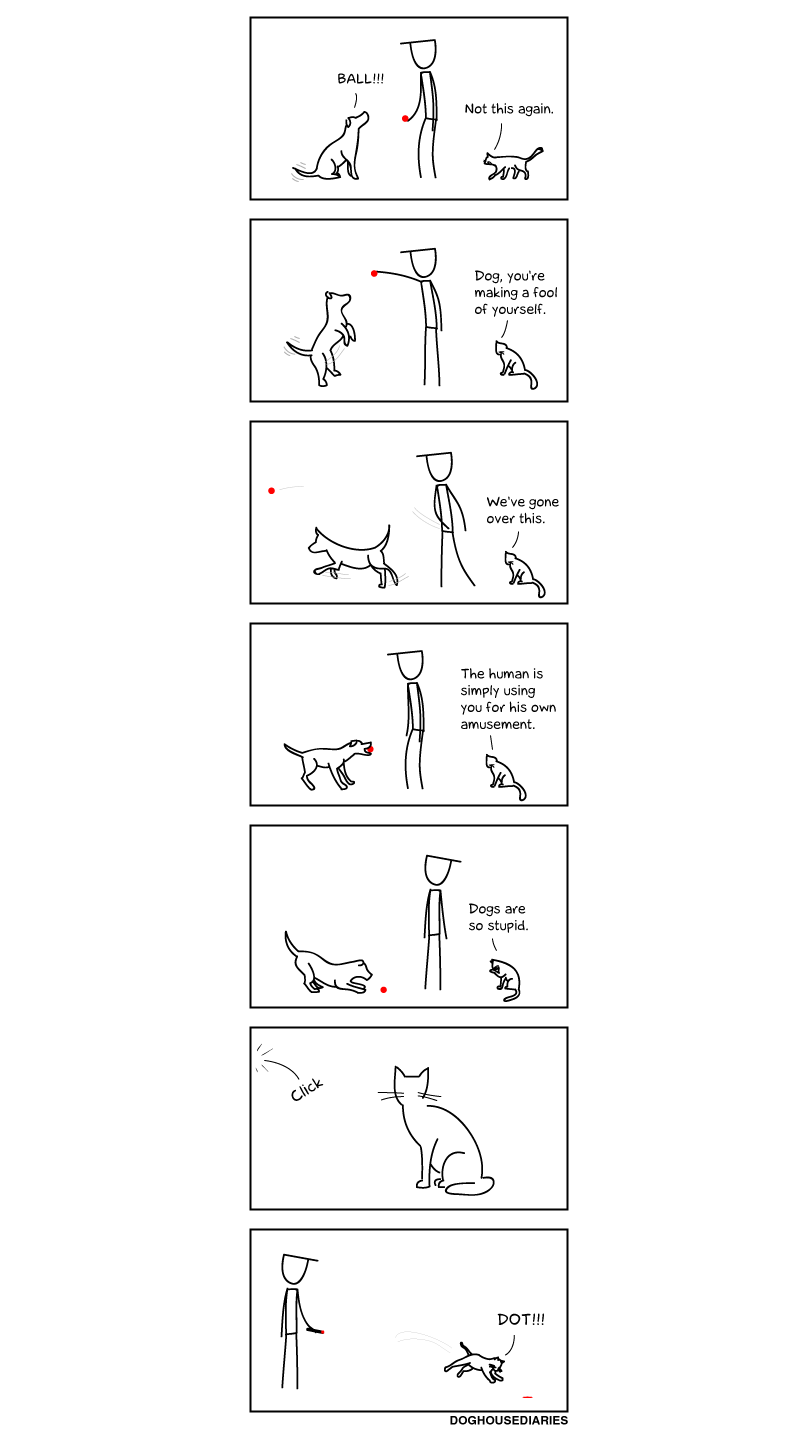 BALL!!!
Not this again.
Dog, you're
making a fool
of yourself.
We've gone
over this.
The human is
simply using
you for his own
amusement.
Dogs are
so stupid.
Click
DOT!!!
DOGHOUSEDIARIES